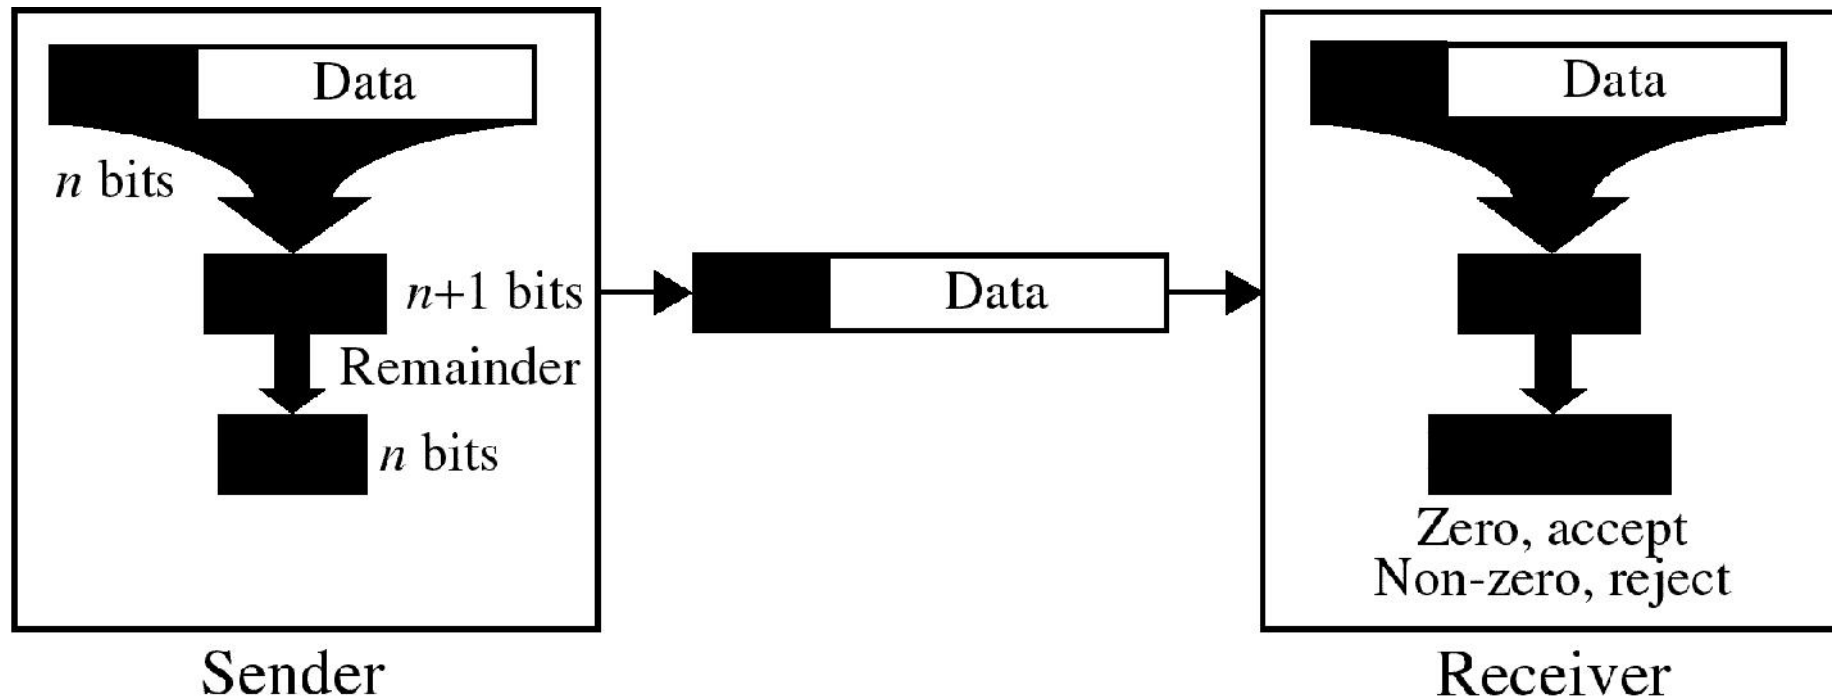 Data
n bits
n+1 bits
Remainder
n bits
Sender
Data
Data
Zero, accept
Non-zero, reject
Receiver